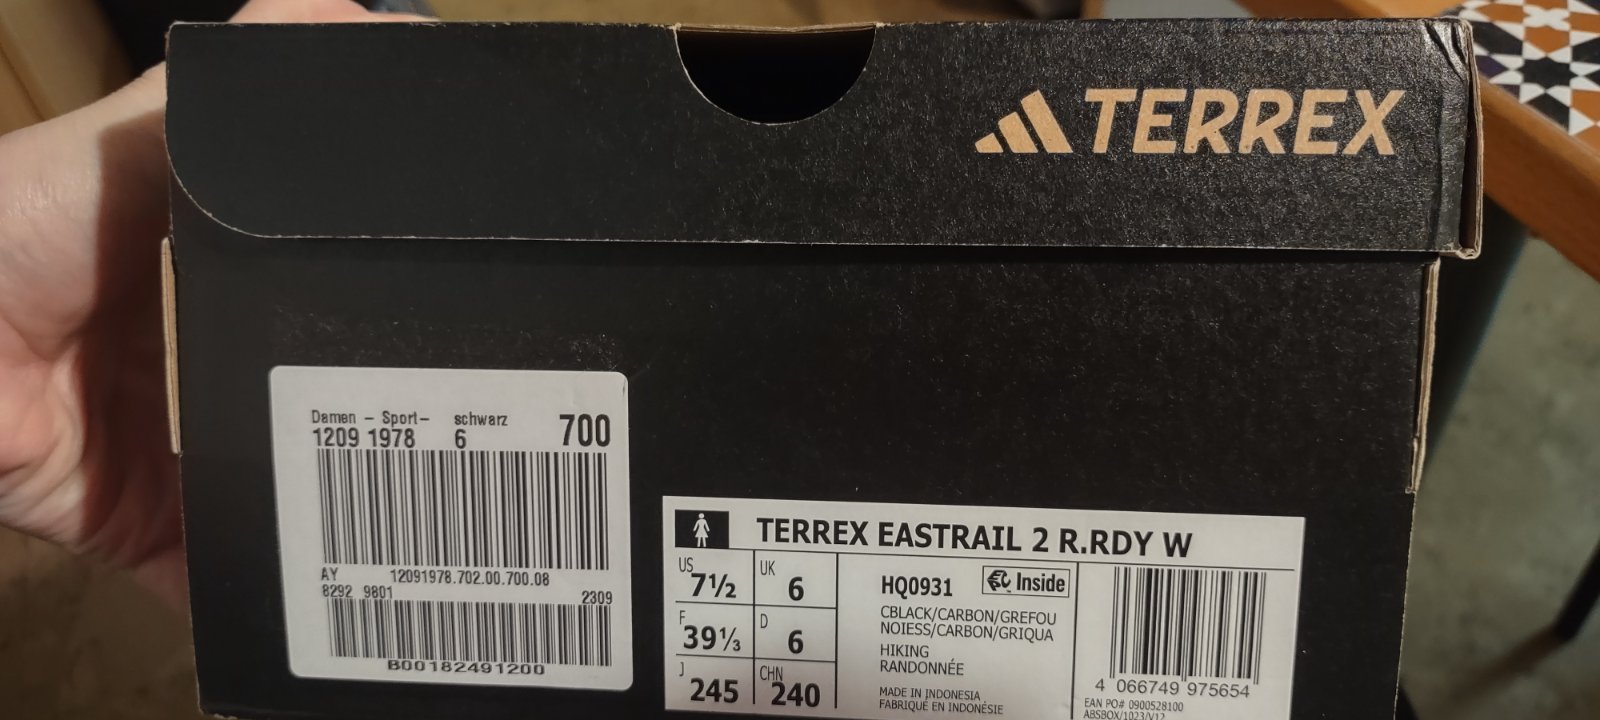 TERREX
Damen - Sport- schwarz 700
1209 1978 6
AY 12091978.702.00.700.08
8292 9801 2309
B00182491200
TERREX EASTRAIL 2 R.RDY W
US 7½ UK 6
F 39⅓ D 6
J 245 CHN 240
HQ0931 Inside
CBLACK/CARBON/GREFOU
NOIESS/CARBON/GRIQUA
HIKING
RANDONNÉE
MADE IN INDONESIA
FABRIQUÉ EN INDONÉSIE
4 066749 975654
EAN PO# 0900528100
ABSBOX/1023/V12